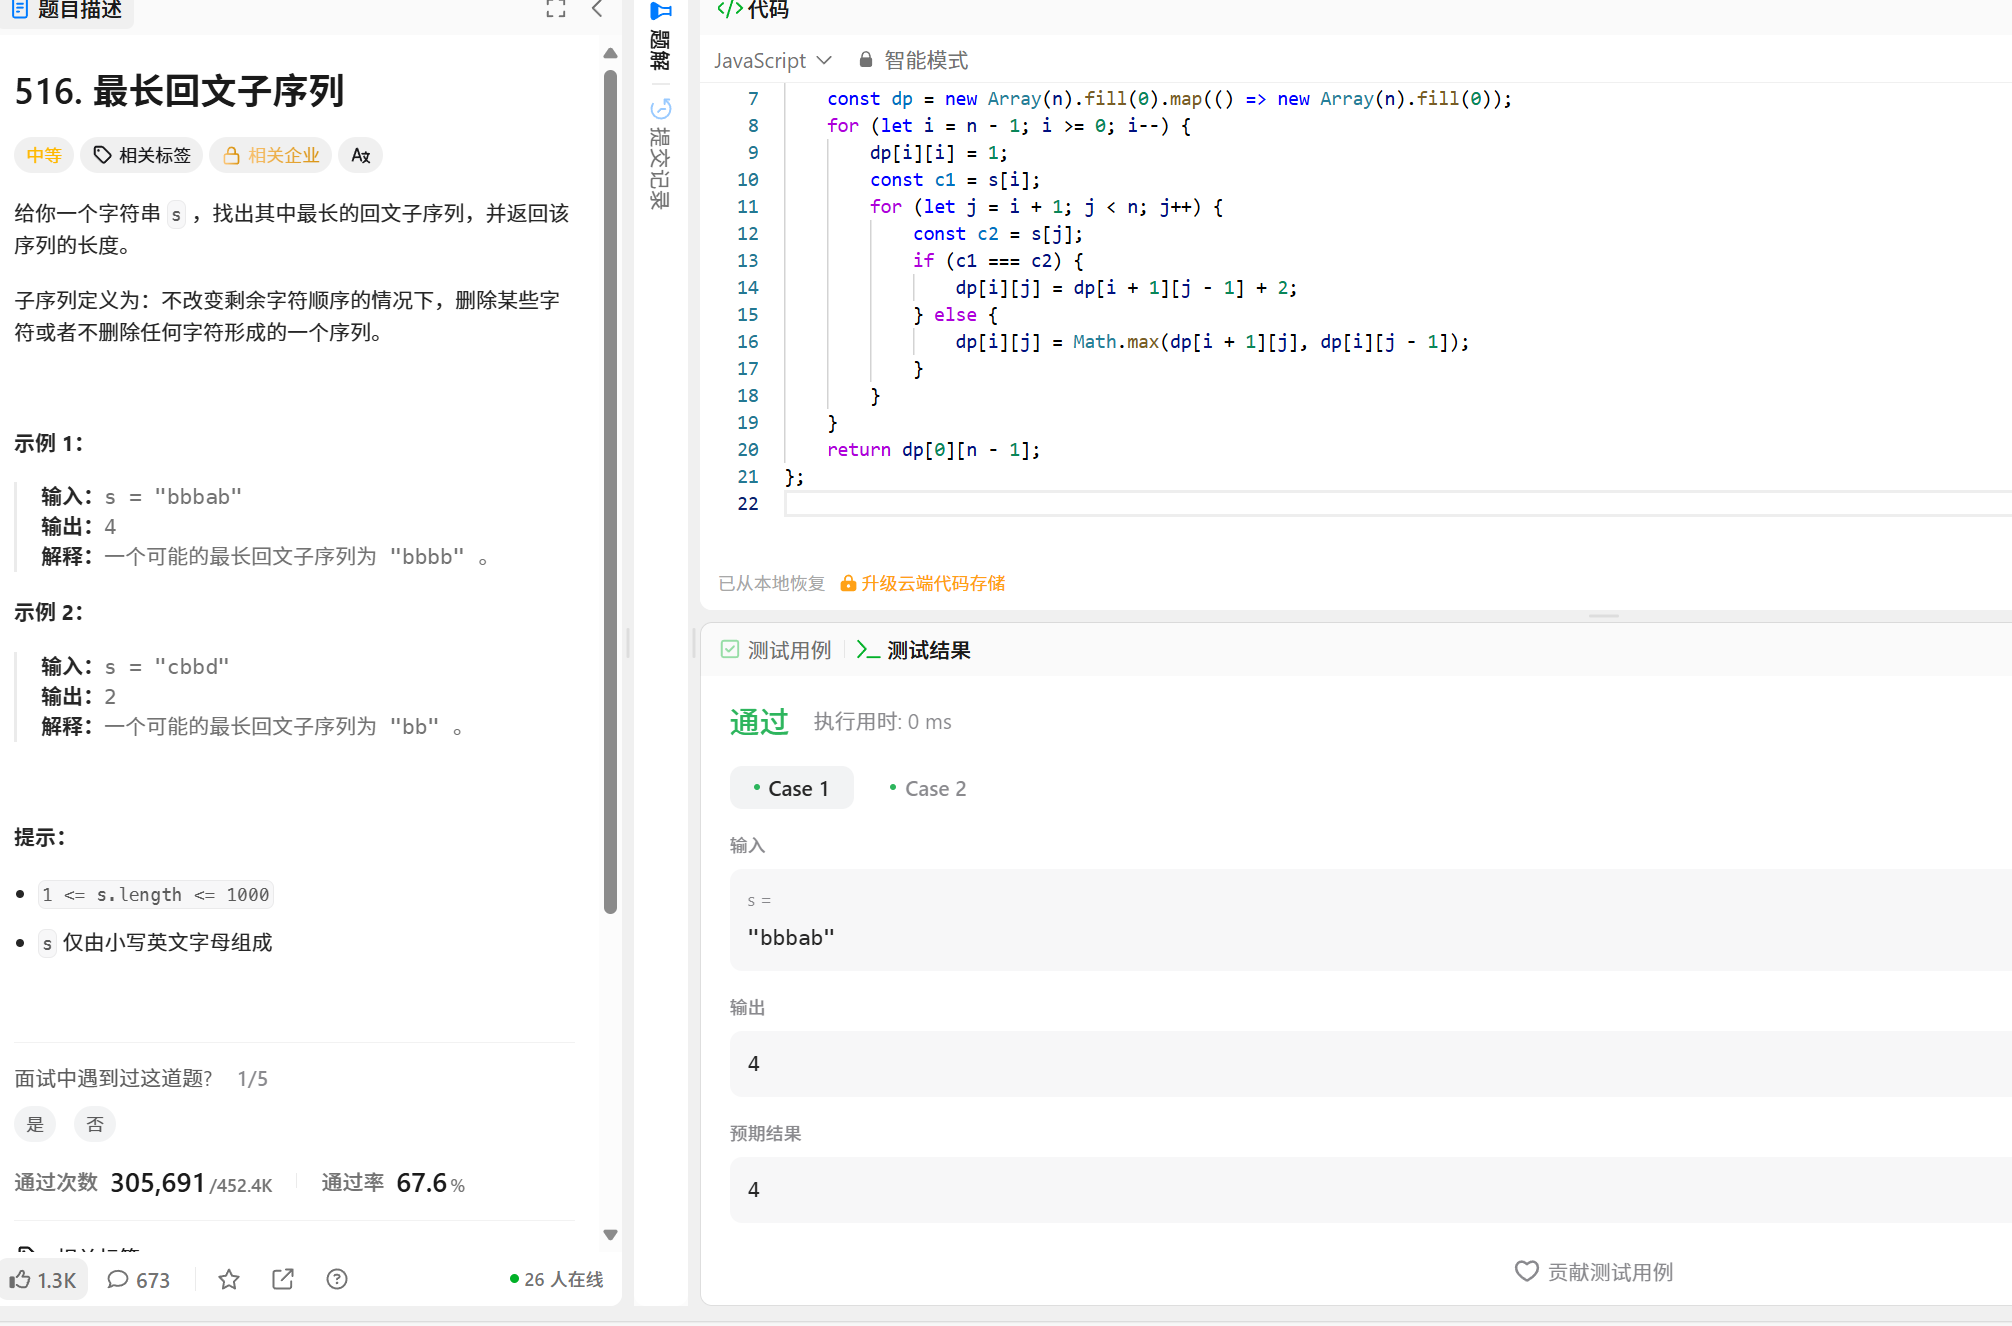 题目描述
516. 最长回文子序列
中等 相关标签 相关企业
给你一个字符串 s ，找出其中最长的回文子序列，并返回该
序列的长度。
子序列定义为：不改变剩余字符顺序的情况下，删除某些字
符或者不删除任何字符形成的一个序列。
示例 1：
输入：s = "bbbab"
输出：4
解释：一个可能的最长回文子序列为 "bbbb" 。
示例 2：
输入：s = "cbbd"
输出：2
解释：一个可能的最长回文子序列为 "bb" 。
提示：
1 <= s.length <= 1000
s 仅由小写英文字母组成
面试中遇到过这道题? 1/5
是 否
通过次数 305,691/452.4K 通过率 67.6%
相关标签
1.3K 673 26 人在线
题解
提交记录
</>代码
JavaScript 智能模式
7 const dp = new Array(n).fill(0).map(() => new Array(n).fill(0));
8 for (let i = n - 1; i >= 0; i--) {
9 dp[i][i] = 1;
10 const c1 = s[i];
11 for (let j = i + 1; j < n; j++) {
12 const c2 = s[j];
13 if (c1 === c2) {
14 dp[i][j] = dp[i + 1][j - 1] + 2;
15 } else {
16 dp[i][j] = Math.max(dp[i + 1][j], dp[i][j - 1]);
17 }
18 }
19 }
20 return dp[0][n - 1];
21 };
22
已从本地恢复 升级云端代码存储
测试用例 测试结果
通过 执行用时: 0 ms
Case 1 Case 2
输入
s =
"bbbab"
输出
4
预期结果
4
贡献测试用例